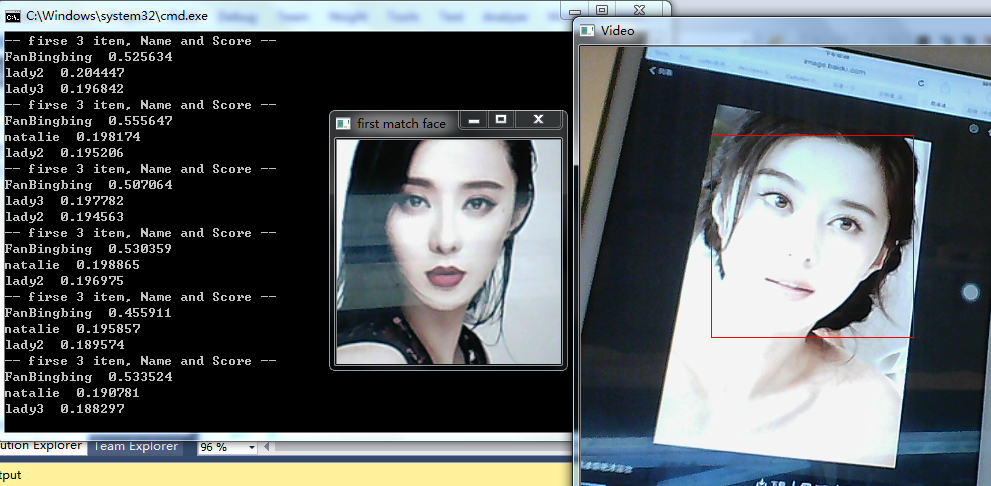 C:\Windows\system32\cmd.exe
-- firse 3 item, Name and Score --
FanBingbing 0.525634
lady2 0.204447
lady3 0.196842
-- firse 3 item, Name and Score --
FanBingbing 0.555647
natalie 0.198174
lady2 0.195206
-- firse 3 item, Name and Score --
FanBingbing 0.507064
lady3 0.197782
lady2 0.194563
-- firse 3 item, Name and Score --
FanBingbing 0.530359
natalie 0.198865
lady2 0.196975
-- firse 3 item, Name and Score --
FanBingbing 0.455911
natalie 0.195857
lady2 0.189574
-- firse 3 item, Name and Score --
FanBingbing 0.533524
natalie 0.190781
lady3 0.188297
first match face
Video
image.baidu.com
ution Explorer Team Explorer 96 %
tput